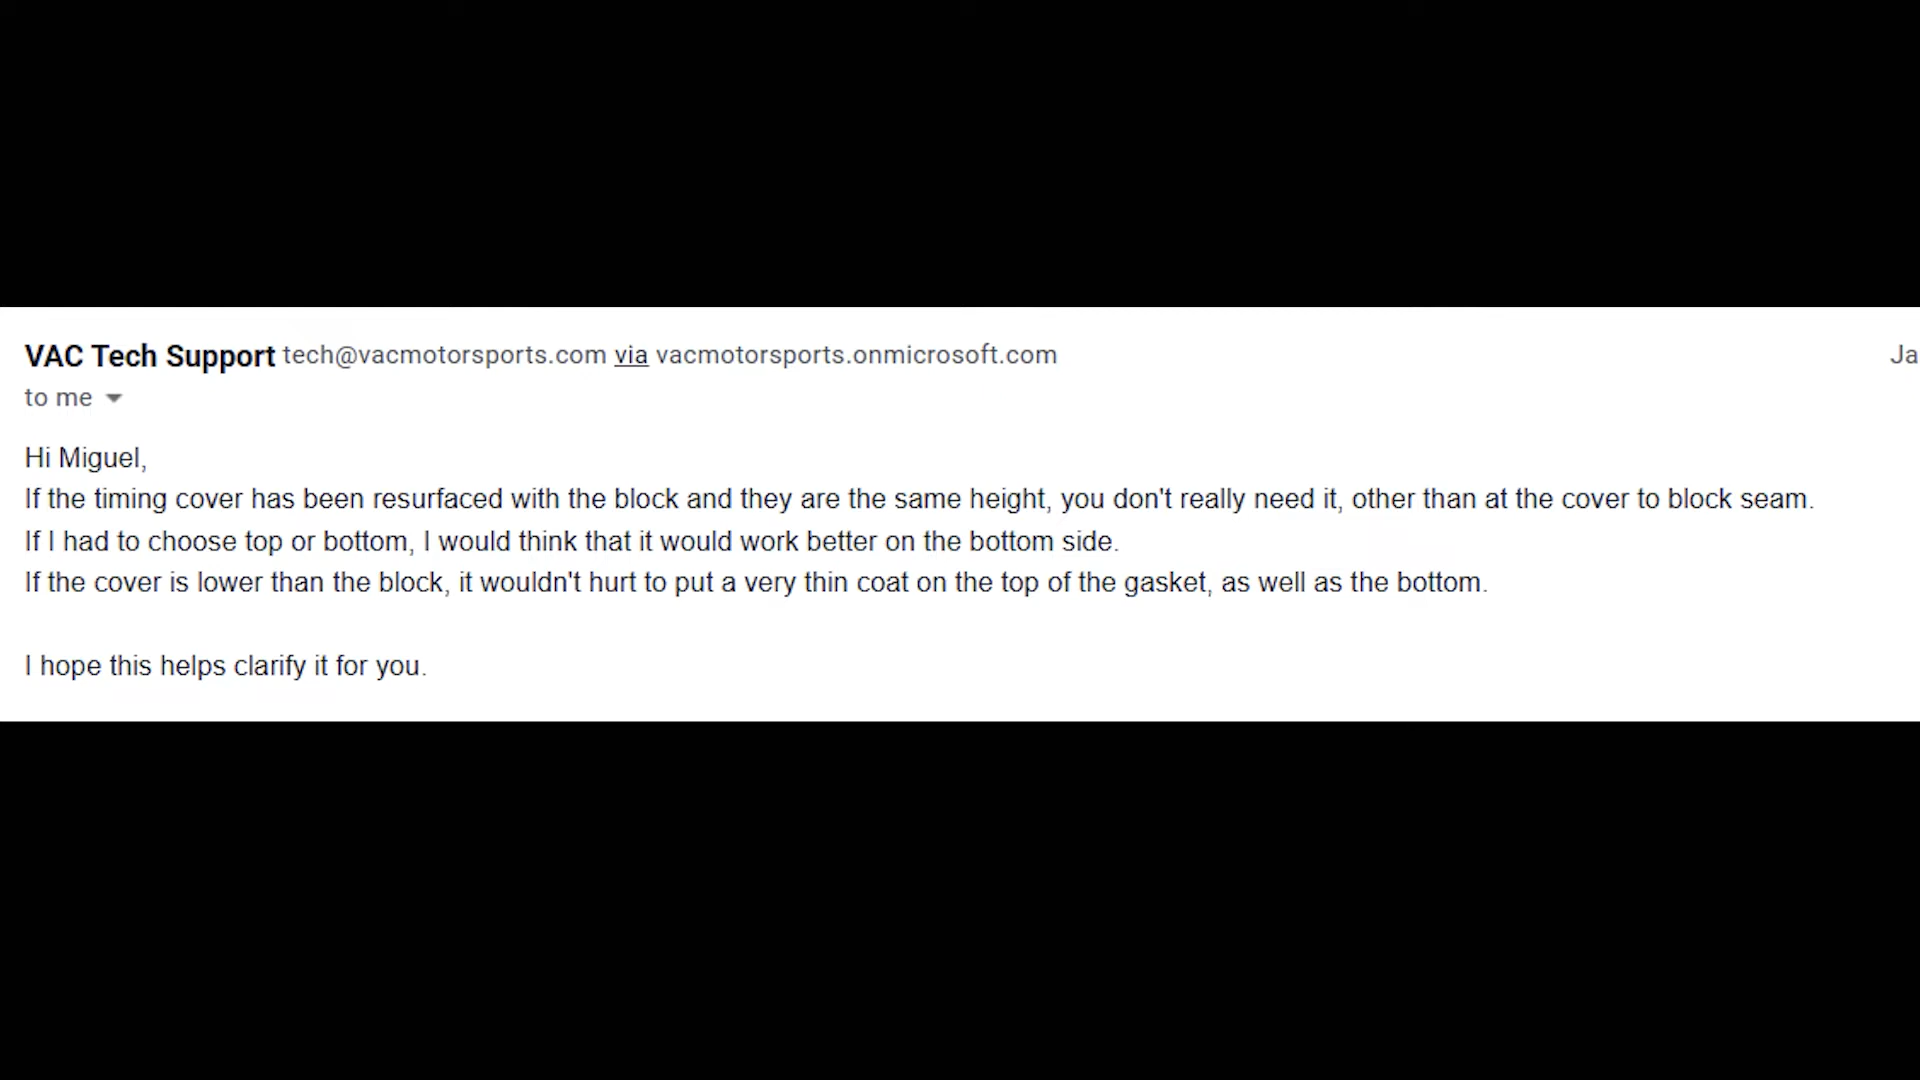 VAC Tech Support tech@vacmotorsports.com via vacmotorsports.onmicrosoft.com Ja
to me
Hi Miguel,
If the timing cover has been resurfaced with the block and they are the same height, you don't really need it, other than at the cover to block seam.
If I had to choose top or bottom, I would think that it would work better on the bottom side.
If the cover is lower than the block, it wouldn't hurt to put a very thin coat on the top of the gasket, as well as the bottom.
I hope this helps clarify it for you.